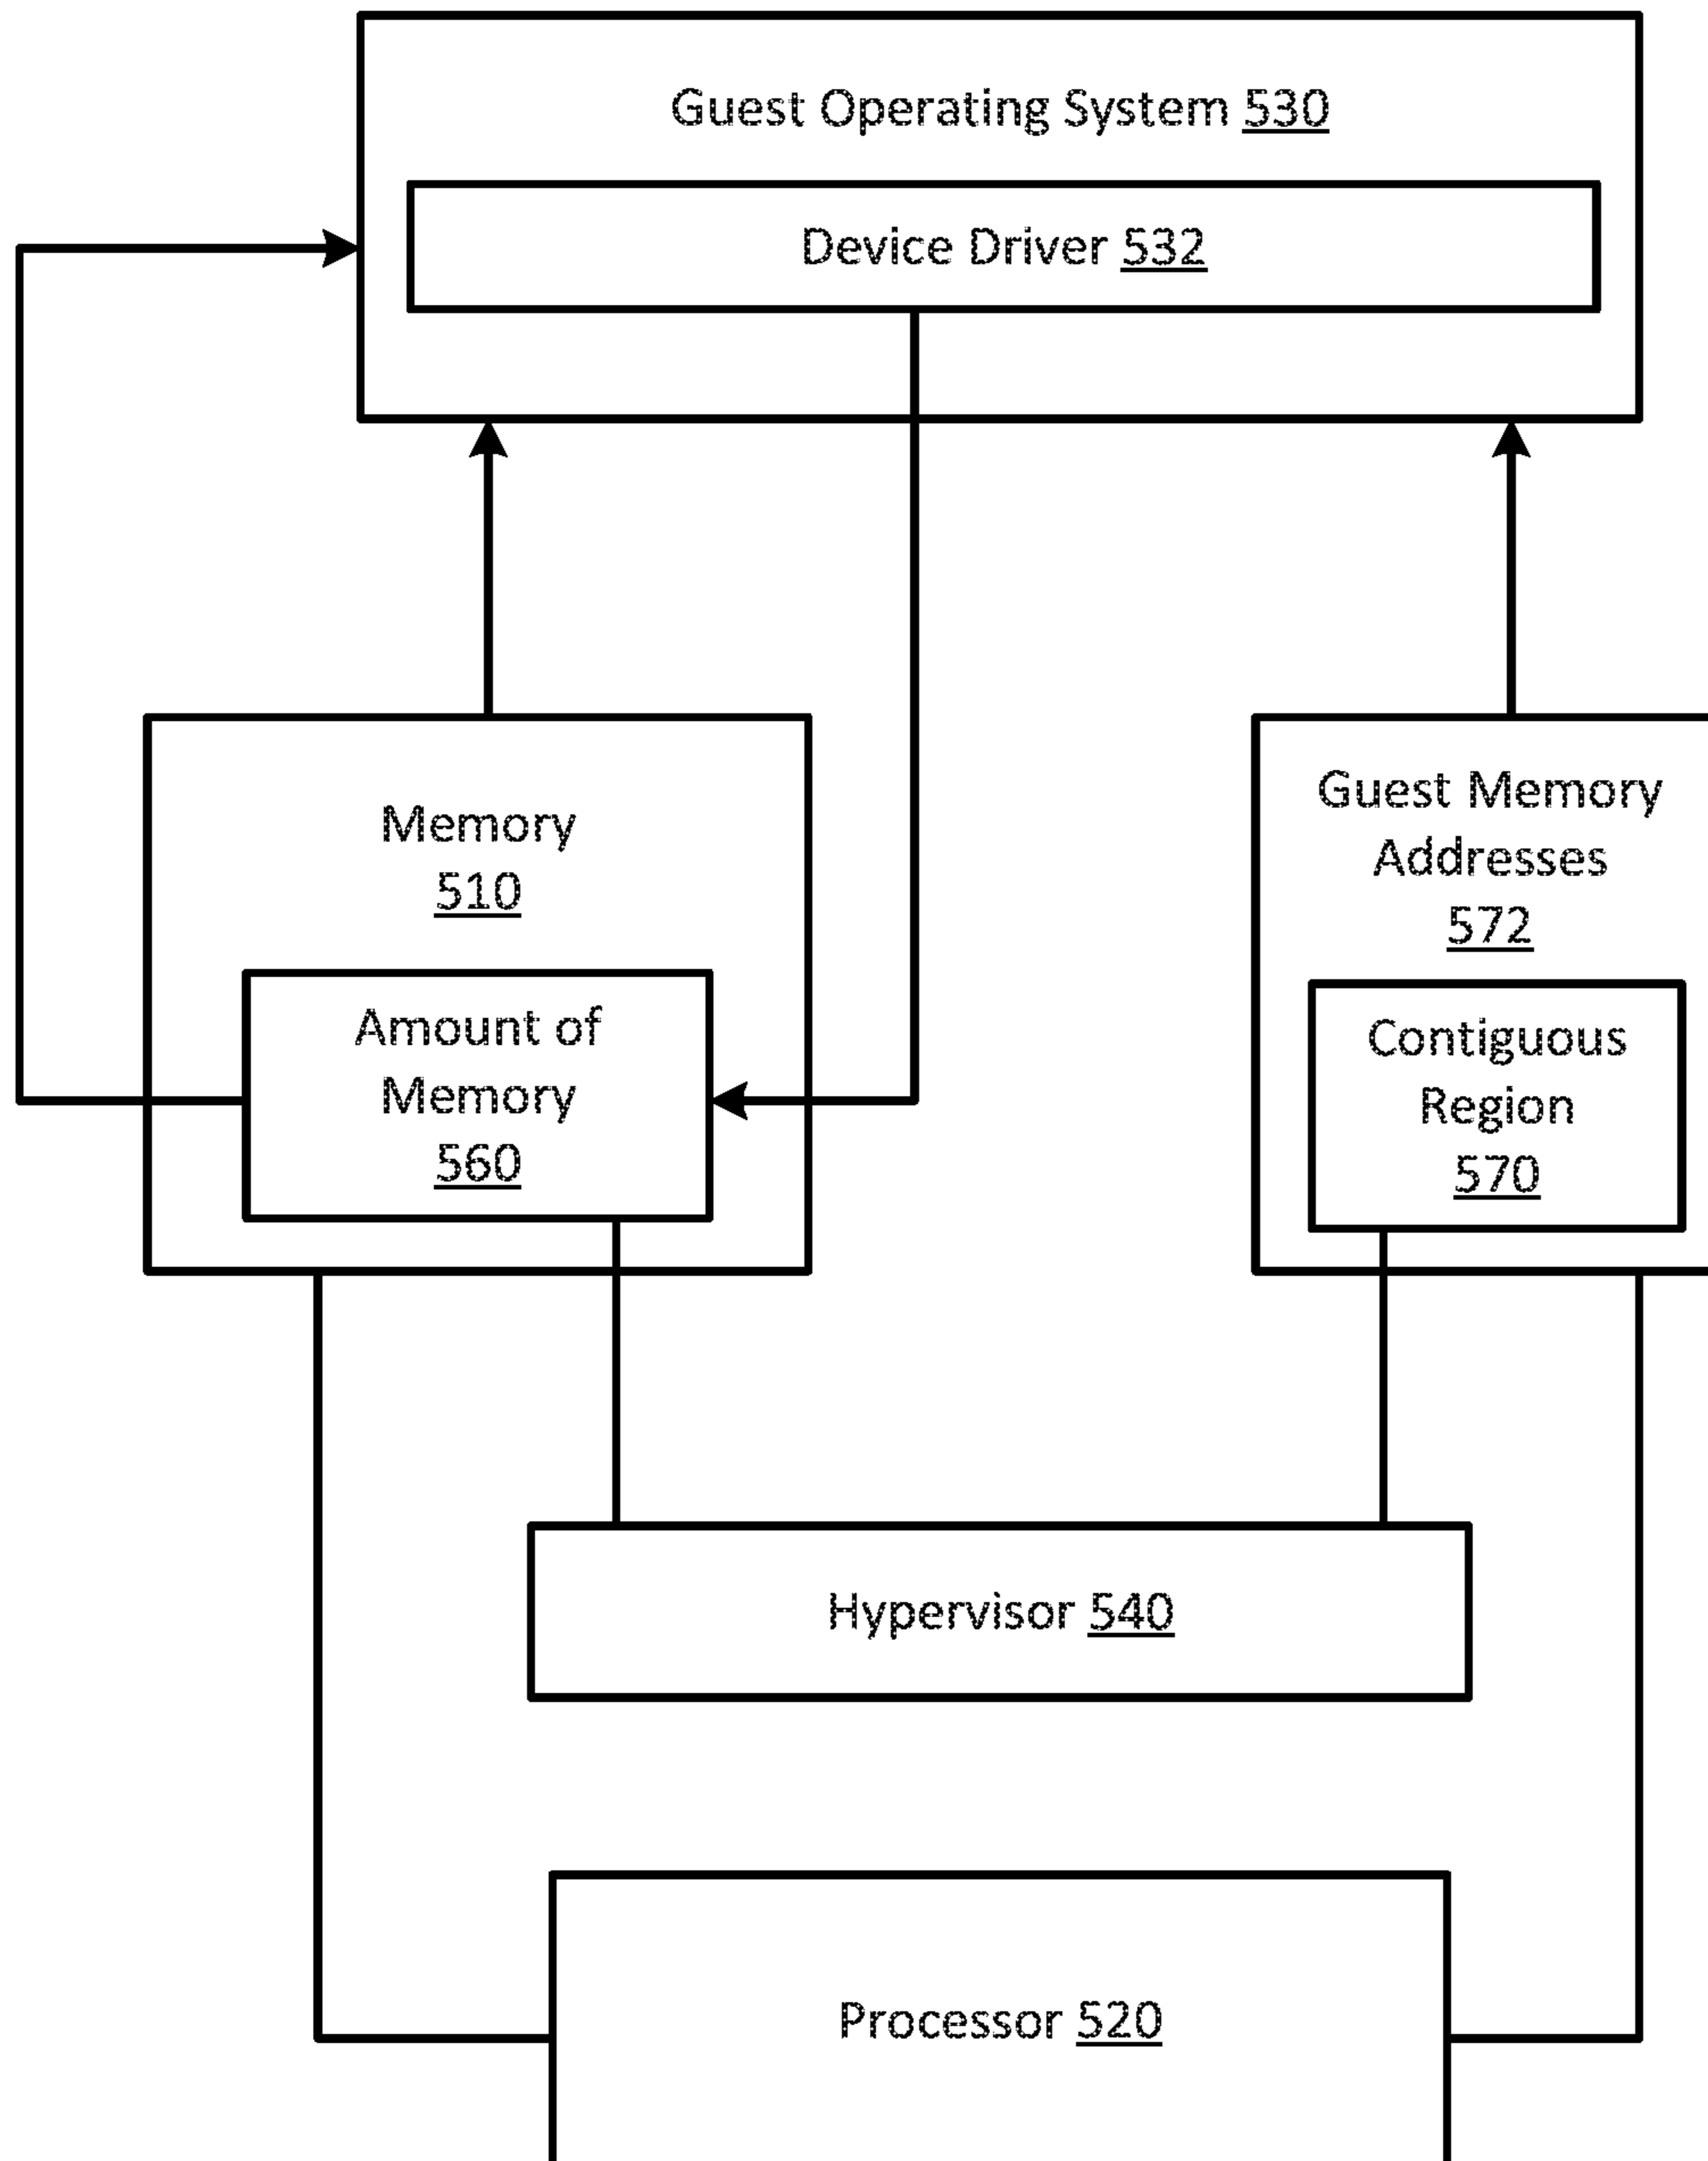 Guest Operating System 530
Device Driver 532
Memory
510
Amount of
Memory
560
Guest Memory
Addresses
572
Contiguous
Region
570
Hypervisor 540
Processor 520